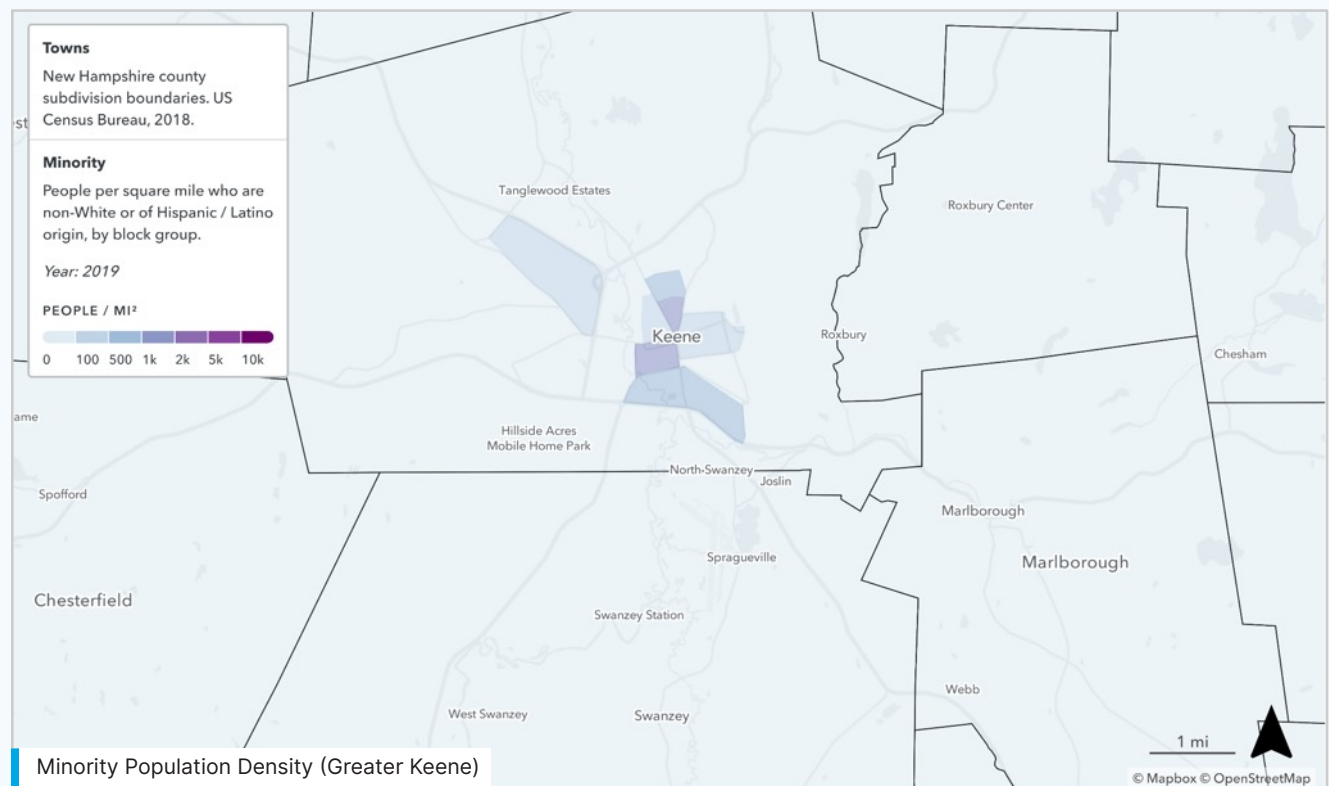 Towns
New Hampshire county
subdivision boundaries. US
Census Bureau, 2018.
Minority
People per square mile who are
non-White or of Hispanic / Latino
origin, by block group.
Year: 2019
PEOPLE / MI²
0 100 500 1k 2k 5k 10k
st
Tanglewood Estates
Roxbury Center
Keene
Roxbury
Chesham
ame
Hillside Acres
Mobile Home Park
North Swanzey
Joslin
Spofford
Marlborough
Spragueville
Marlborough
Chesterfield
Swanzey Station
Webb
West Swanzey
Swanzey
1 mi
Minority Population Density (Greater Keene)
© Mapbox © OpenStreetMap